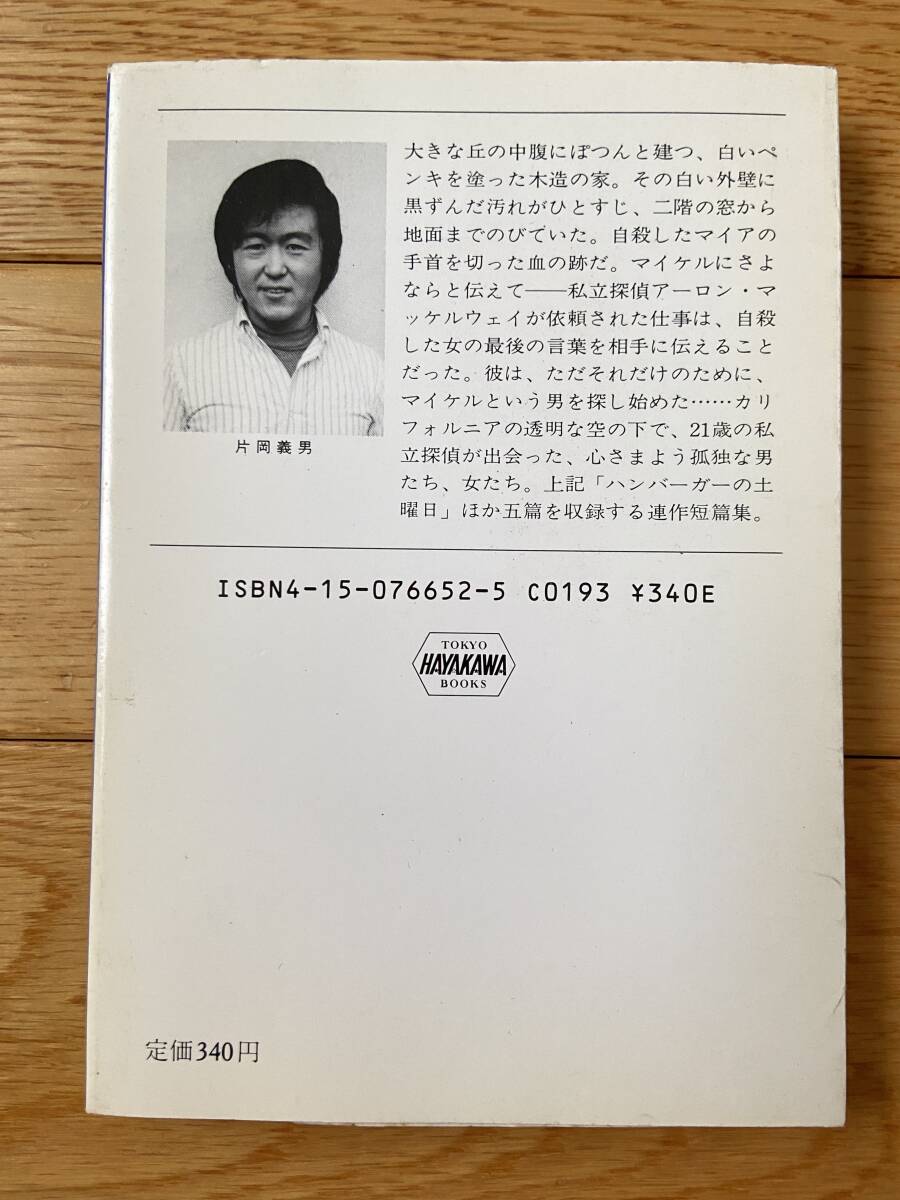 大きな丘の中腹にぽつんと建つ、白いペ
ンキを塗った木造の家。その白い外壁に
黒ずんだ汚れがひとすじ、二階の窓から
地面までのびていた。自殺したマイアの
手首を切った血の跡だ。マイケルにさよ
ならと伝えて——私立探偵アーロン・マ
ッケルウェイが依頼された仕事は、自殺
した女の最後の言葉を相手に伝えること
だった。彼は、ただそれだけのために、
マイケルという男を探し始めた……カリ
フォルニアの透明な空の下で、21歳の私
立探偵が出会った、心さまよう孤独な男
たち、女たち。上記「ハンバーガーの土
曜日」ほか五篇を収録する連作短篇集。
片岡義男
ISBN4-15-076652-5 C0193 ¥340E
TOKYO
HAYAKAWA
BOOKS
定価340円